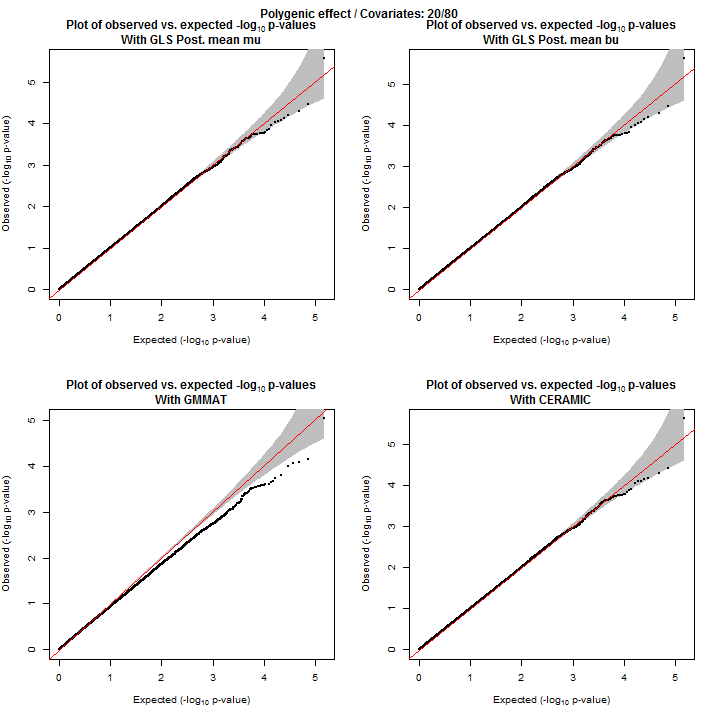 Polygenic effect / Covariates: 20/80
Plot of observed vs. expected -log10 p-values
With GLS Post. mean mu
Observed (-log10 p-value)
5
4
3
2
1
0
0 1 2 3 4 5
Expected (-log10 p-value)
Plot of observed vs. expected -log10 p-values
With GLS Post. mean bu
Observed (-log10 p-value)
5
4
3
2
1
0
0 1 2 3 4 5
Expected (-log10 p-value)
Plot of observed vs. expected -log10 p-values
With GMMAT
Observed (-log10 p-value)
5
4
3
2
1
0
0 1 2 3 4 5
Expected (-log10 p-value)
Plot of observed vs. expected -log10 p-values
With CERAMIC
Observed (-log10 p-value)
5
4
3
2
1
0
0 1 2 3 4 5
Expected (-log10 p-value)